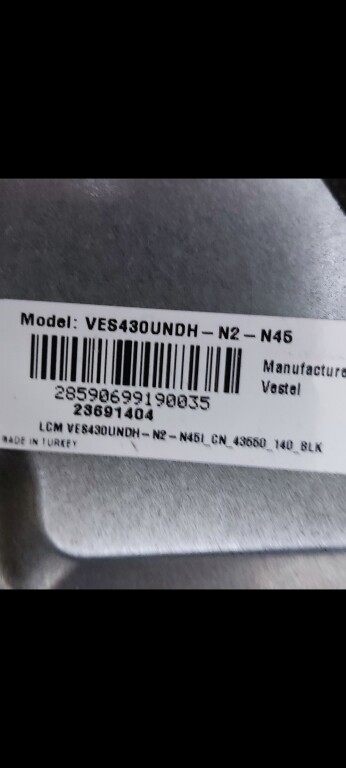 Model: VES430UNDH-N2-N45
Manufacture
Vestel
28590699190035
23691404
LCM VES430UNDH-N2-N45I_CN_43550_140_BLK
MADE IN TURKEY